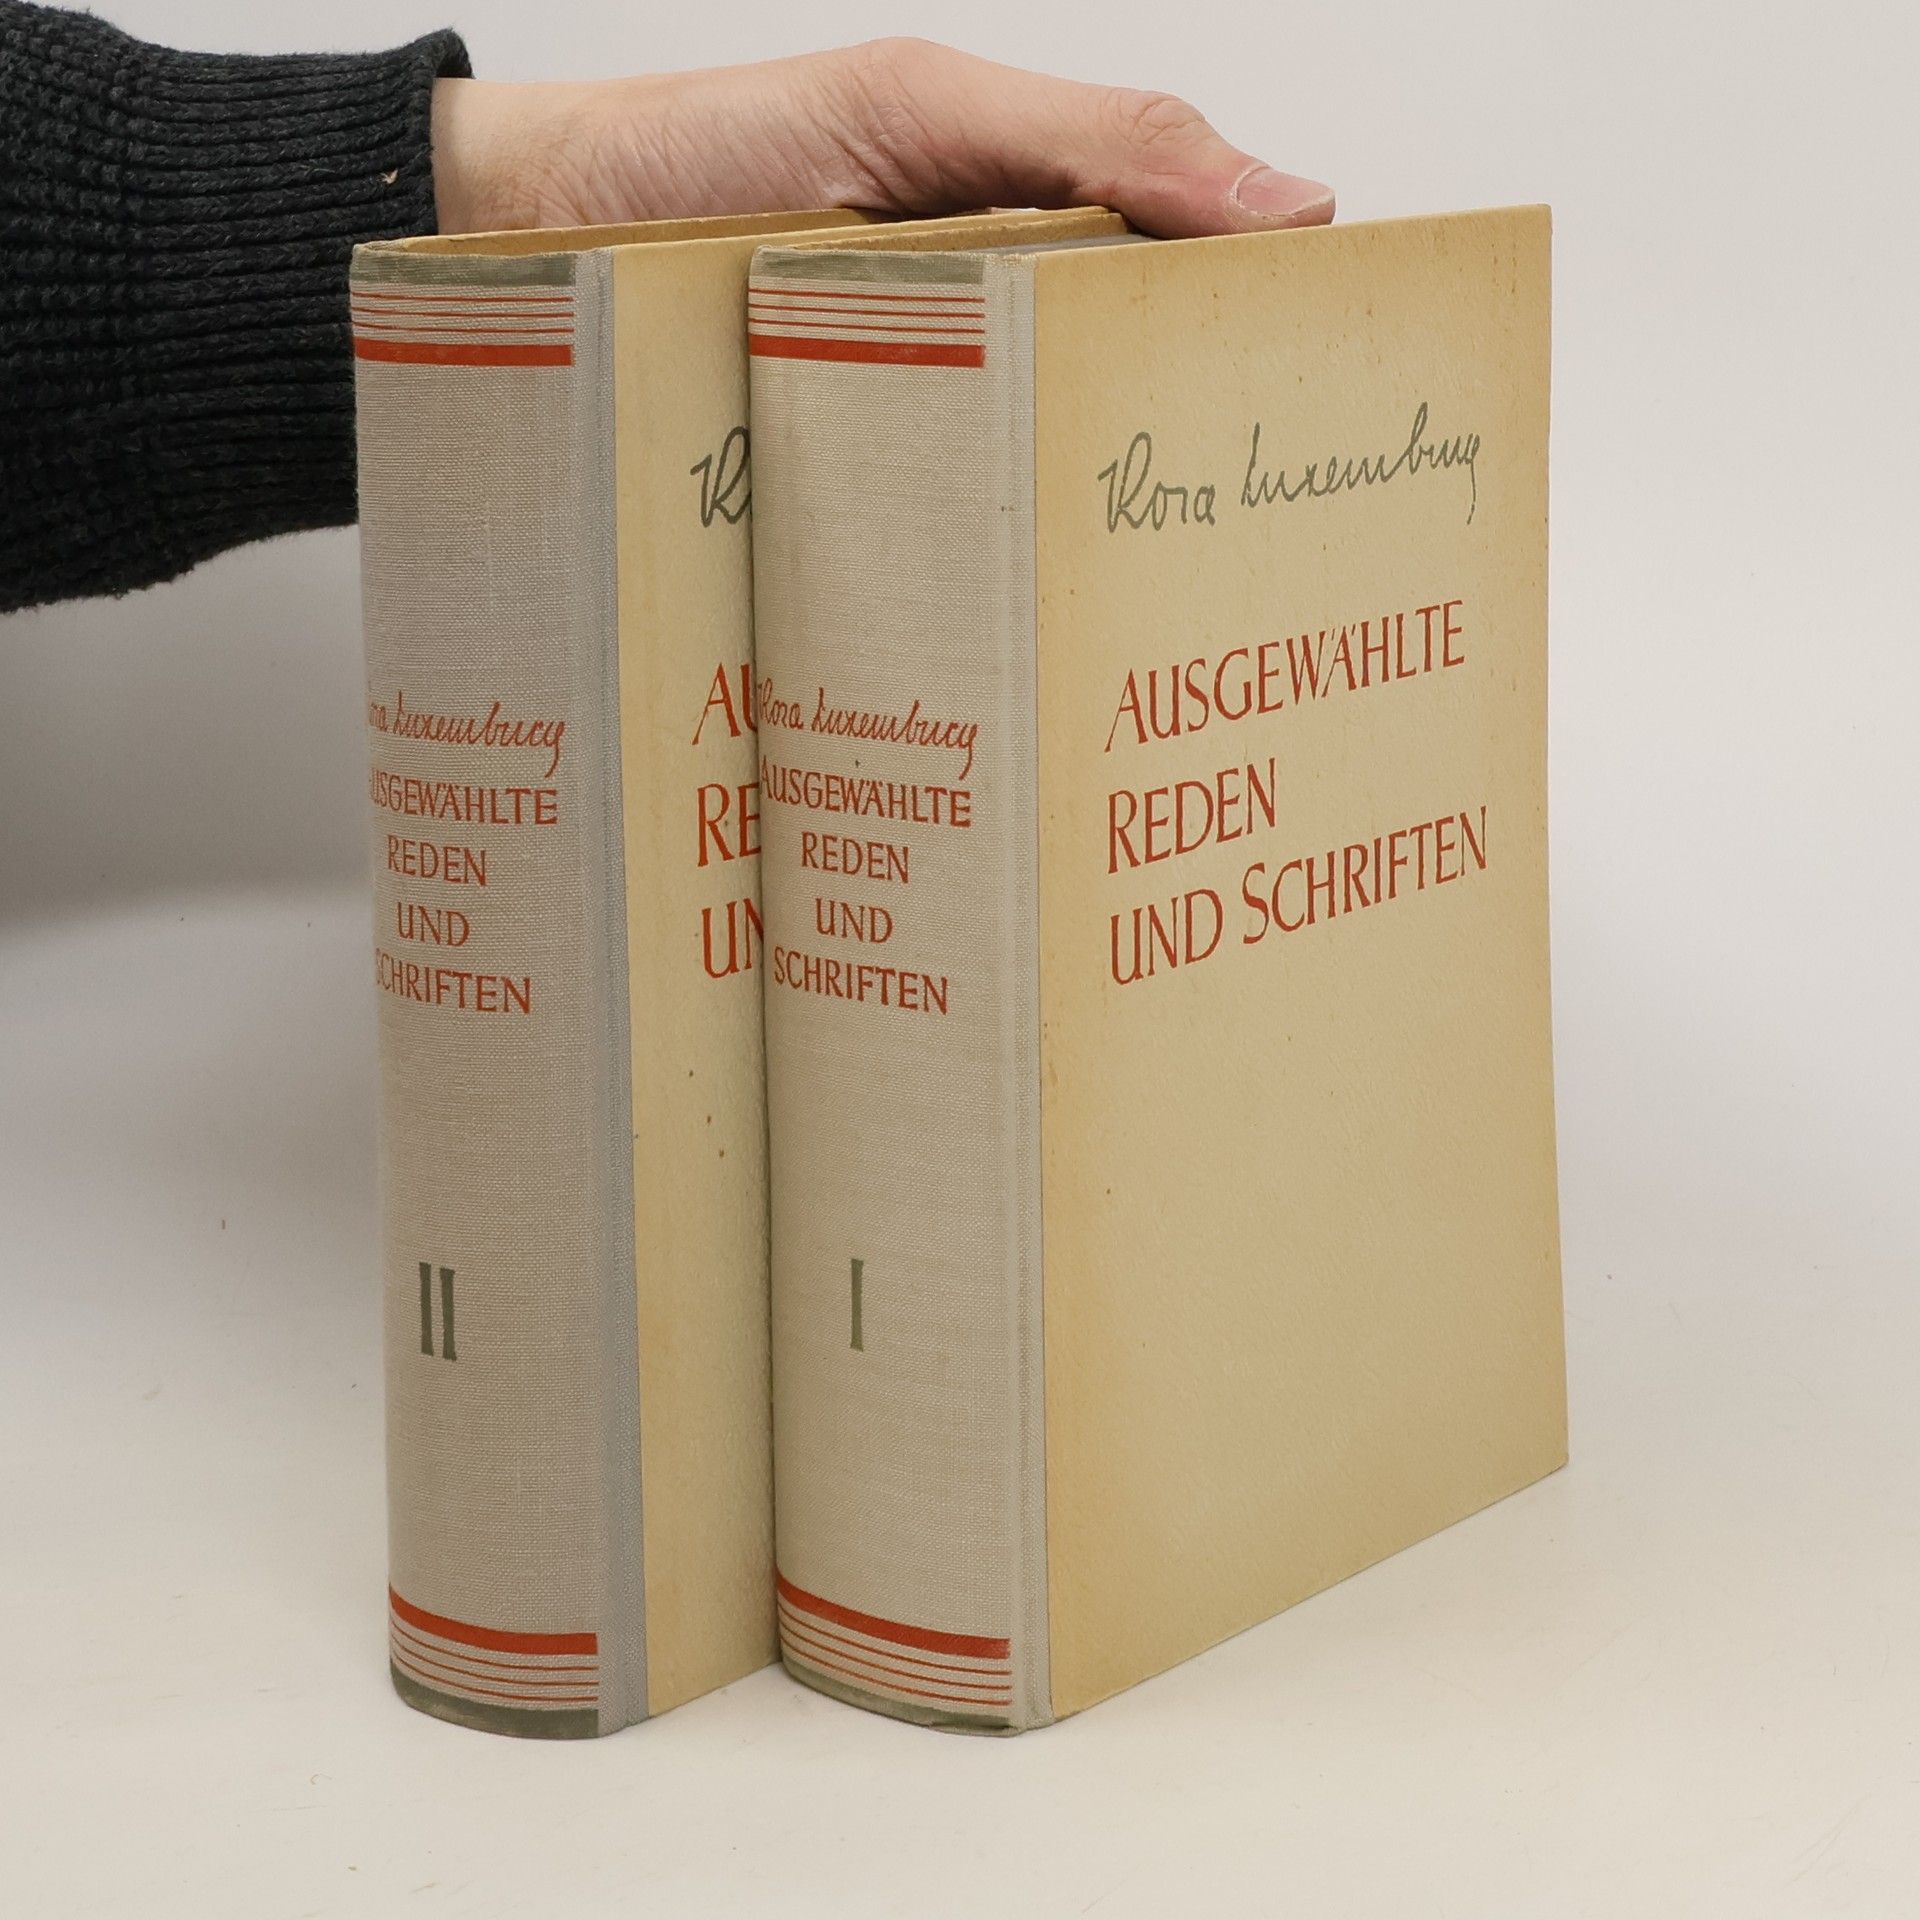 Rosa Luxemburg
AUSGEWÄHLTE
REDEN
UND
SCHRIFTEN
II
Rosa Luxemburg
AUSGEWÄHLTE
REDEN
UND
SCHRIFTEN
I
Rosa Luxemburg
AUSGEWÄHLTE
REDEN
UND SCHRIFTEN